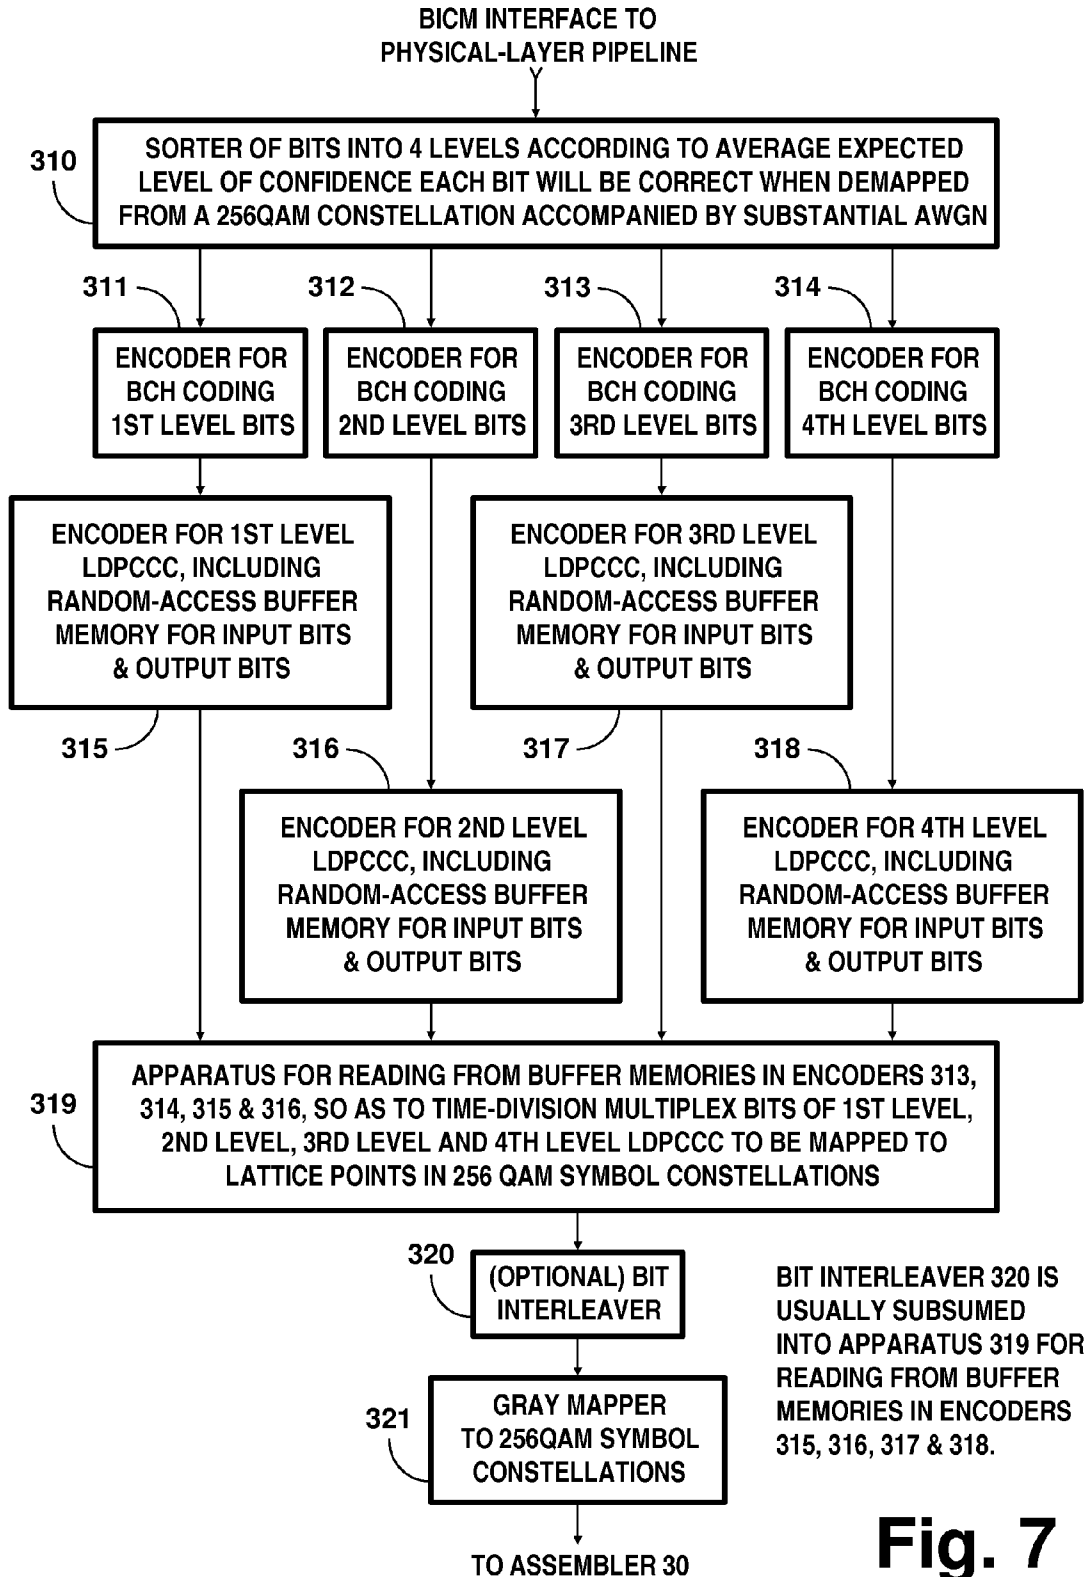 BICM INTERFACE TO
PHYSICAL-LAYER PIPELINE
310
SORTER OF BITS INTO 4 LEVELS ACCORDING TO AVERAGE EXPECTED
LEVEL OF CONFIDENCE EACH BIT WILL BE CORRECT WHEN DEMAPPED
FROM A 256QAM CONSTELLATION ACCOMPANIED BY SUBSTANTIAL AWGN
311
312
313
314
ENCODER FOR
BCH CODING
1ST LEVEL BITS
ENCODER FOR
BCH CODING
2ND LEVEL BITS
ENCODER FOR
BCH CODING
3RD LEVEL BITS
ENCODER FOR
BCH CODING
4TH LEVEL BITS
ENCODER FOR 1ST LEVEL
LDPCCC, INCLUDING
RANDOM-ACCESS BUFFER
MEMORY FOR INPUT BITS
& OUTPUT BITS
ENCODER FOR 3RD LEVEL
LDPCCC, INCLUDING
RANDOM-ACCESS BUFFER
MEMORY FOR INPUT BITS
& OUTPUT BITS
315
316
317
318
ENCODER FOR 2ND LEVEL
LDPCCC, INCLUDING
RANDOM-ACCESS BUFFER
MEMORY FOR INPUT BITS
& OUTPUT BITS
ENCODER FOR 4TH LEVEL
LDPCCC, INCLUDING
RANDOM-ACCESS BUFFER
MEMORY FOR INPUT BITS
& OUTPUT BITS
319
APPARATUS FOR READING FROM BUFFER MEMORIES IN ENCODERS 313,
314, 315 & 316, SO AS TO TIME-DIVISION MULTIPLEX BITS OF 1ST LEVEL,
2ND LEVEL, 3RD LEVEL AND 4TH LEVEL LDPCCC TO BE MAPPED TO
LATTICE POINTS IN 256 QAM SYMBOL CONSTELLATIONS
320
(OPTIONAL) BIT
INTERLEAVER
BIT INTERLEAVER 320 IS
USUALLY SUBSUMED
INTO APPARATUS 319 FOR
READING FROM BUFFER
MEMORIES IN ENCODERS
315, 316, 317 & 318.
321
GRAY MAPPER
TO 256QAM SYMBOL
CONSTELLATIONS
TO ASSEMBLER 30
Fig. 7